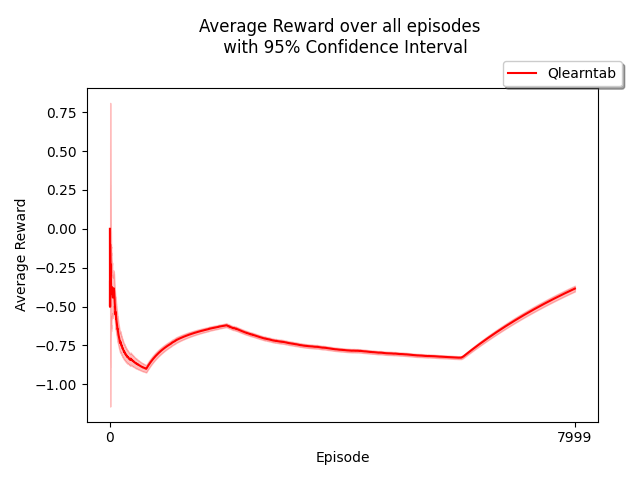 Average Reward over all episodes
with 95% Confidence Interval
Qlearntab
0.75
0.50
0.25
0.00
−0.25
−0.50
−0.75
−1.00
Average Reward
0
7999
Episode